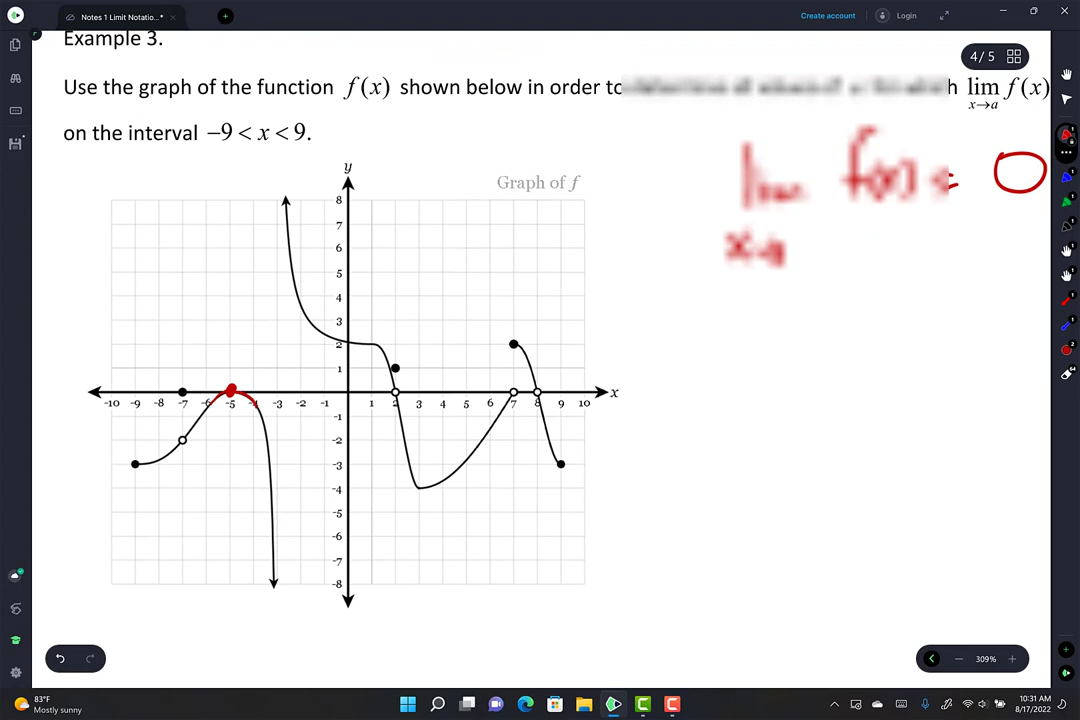 Notes 1 Limit Notatio...*
Create account
Login
Example 3.
4/5
Use the graph of the function f(x) shown below in order to lim f(x)
x→a
on the interval −9 < x < 9.
y
Graph of f
8
7
6
5
4
3
2
1
x
-10 -9 -8 -7 -6 -5 -4 -3 -2 -1 1 2 3 4 5 6 7 8 9 10
-1
-2
-3
-4
-5
-6
-7
-8
309%
83°F
Mostly sunny
10:31 AM
8/17/2022